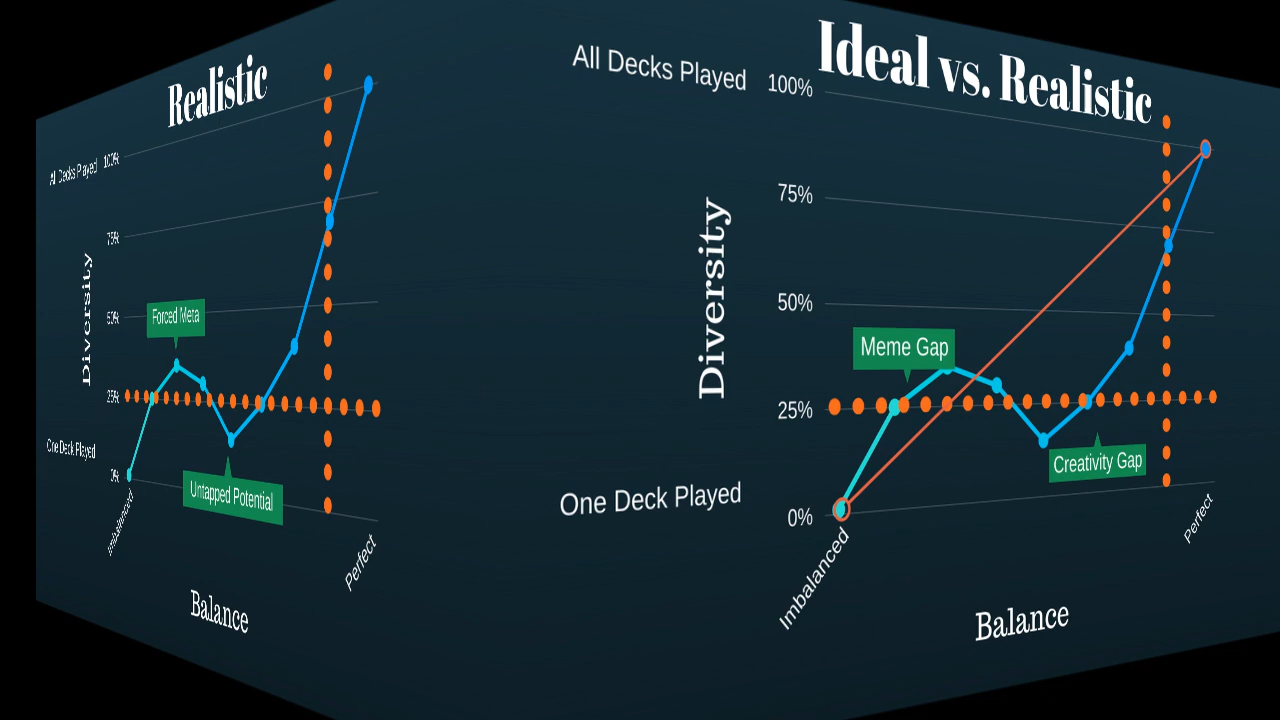 Realistic
All Decks Played
100%
75%
Diversity
50%
Forced Meta
25%
One Deck Played
0%
Untapped Potential
Imbalanced
Perfect
Balance
Ideal vs. Realistic
All Decks Played
100%
75%
Diversity
50%
Meme Gap
25%
Creativity Gap
One Deck Played
0%
Imbalanced
Perfect
Balance